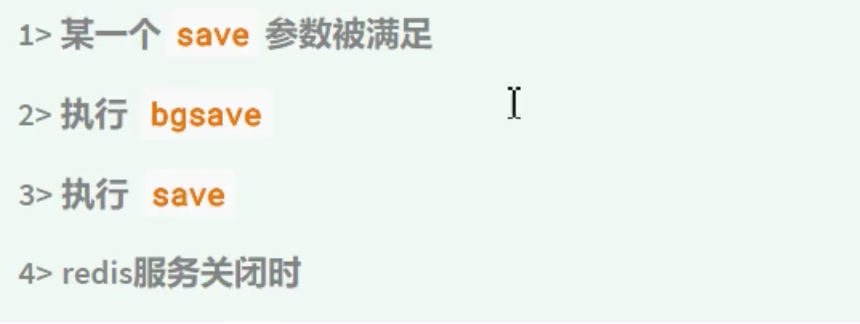 1> 某一个 save 参数被满足
2> 执行 bgsave
3> 执行 save
4> redis服务关闭时